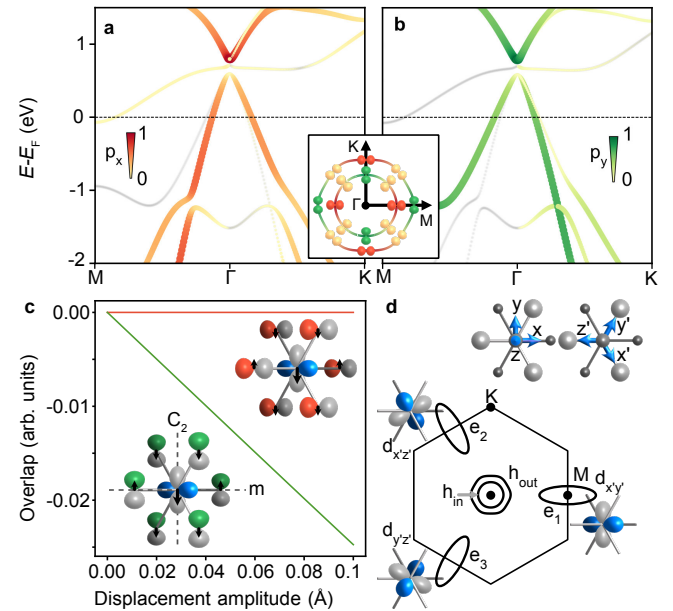 a
b
1
0
-1
-2
E-E_F (eV)
p_x
1
0
p_y
1
0
K
Γ
M
M
Γ
K
M
Γ
K
c
d
0.00
-0.01
-0.02
Overlap (arb. units)
C_2
m
0.00 0.02 0.04 0.06 0.08 0.10
Displacement amplitude (Å)
y
x
z
z'
y'
x'
K
d_x'z'
e_2
h_out
h_in
M
d_x'y'
e_1
d_y'z'
e_3